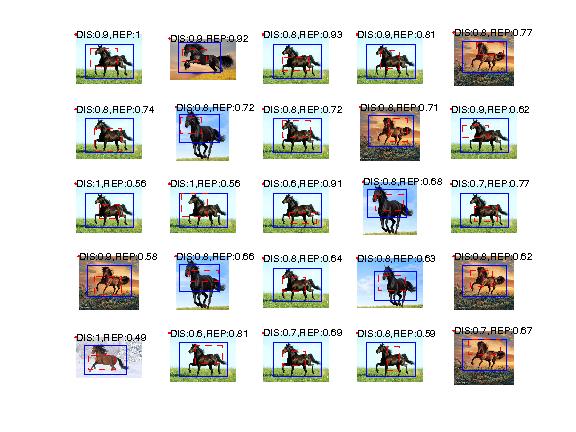 DIS:0.9,REP:1
DIS:0.9,REP:0.92
DIS:0.8,REP:0.93
DIS:0.9,REP:0.81
DIS:0.8,REP:0.77
DIS:0.8,REP:0.74
DIS:0.8,REP:0.72
DIS:0.8,REP:0.72
DIS:0.8,REP:0.71
DIS:0.9,REP:0.62
DIS:1,REP:0.56
DIS:1,REP:0.56
DIS:0.6,REP:0.91
DIS:0.8,REP:0.68
DIS:0.7,REP:0.77
DIS:0.9,REP:0.58
DIS:0.8,REP:0.66
DIS:0.8,REP:0.64
DIS:0.8,REP:0.63
DIS:0.8,REP:0.62
DIS:1,REP:0.49
DIS:0.6,REP:0.81
DIS:0.7,REP:0.69
DIS:0.8,REP:0.59
DIS:0.7,REP:0.67